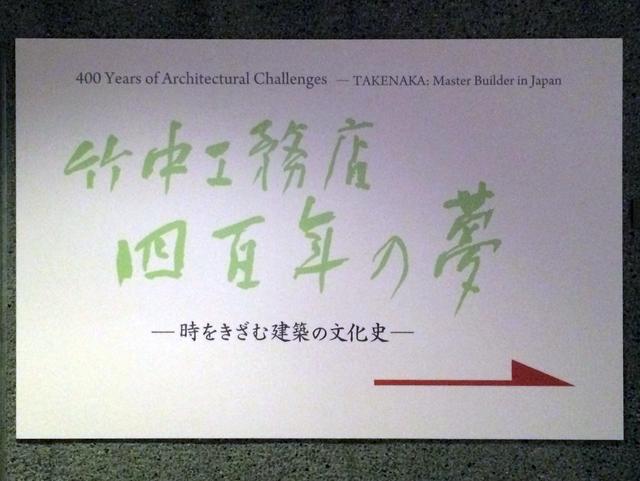 400 Years of Architectural Challenges — TAKENAKA: Master Builder in Japan
竹中工務店
四百年の夢
—時をきざむ建築の文化史—